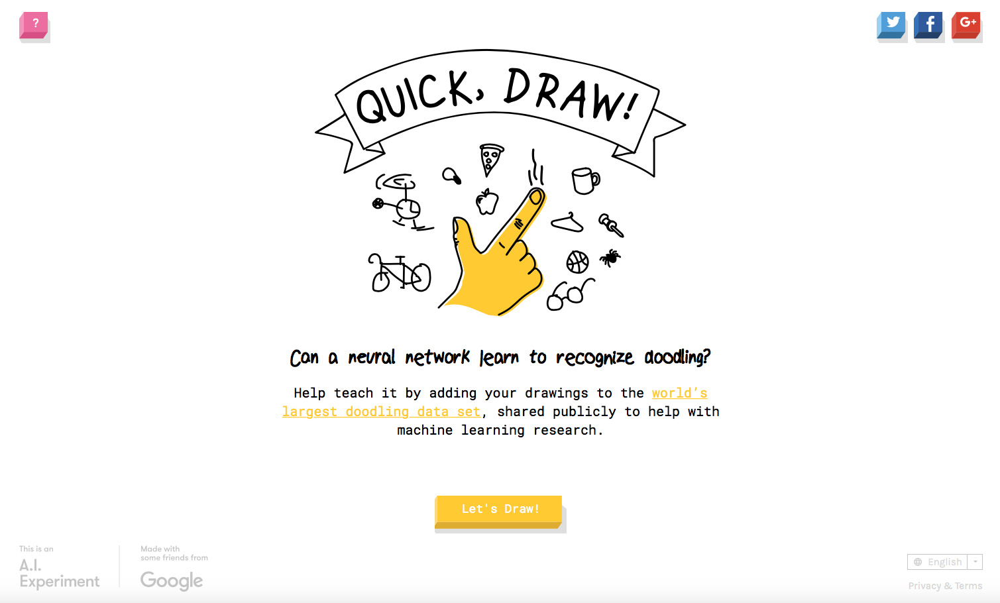 ?
G+
QUICK, DRAW!
Can a neural network learn to recognize doodling?
Help teach it by adding your drawings to the world's
largest doodling data set, shared publicly to help with
machine learning research.
Let's Draw!
This is an
A.I.
Experiment
Made with
some friends from
Google
English
Privacy & Terms